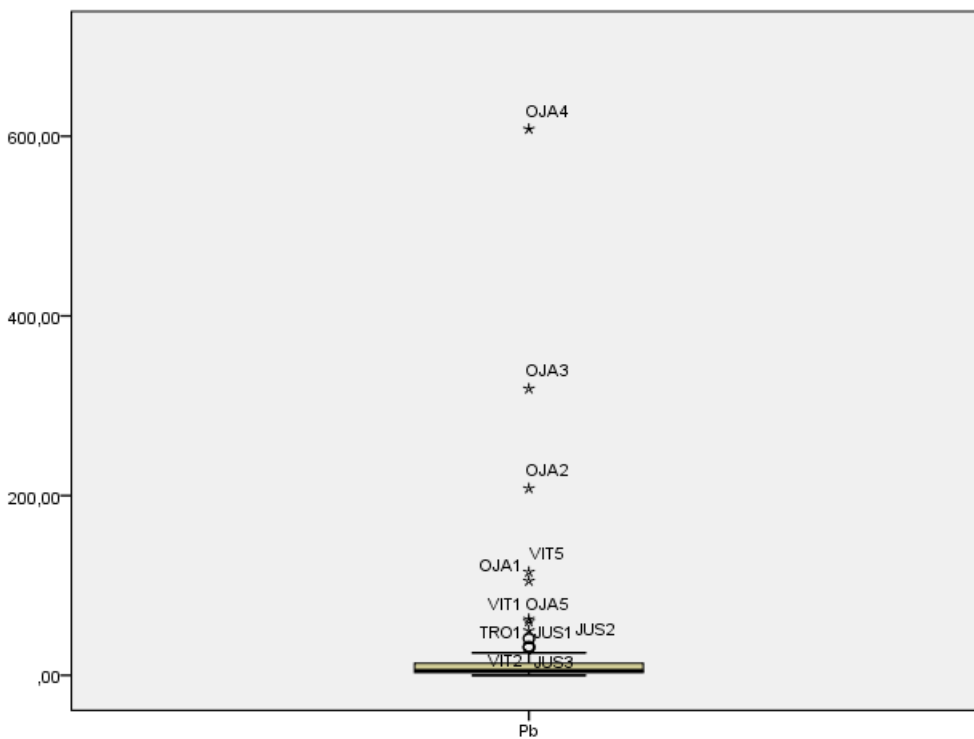 OJA4
600,00
OJA3
400,00
OJA2
200,00
VIT5
OJA1
VIT1 OJA5
TRO1 JUS1 JUS2
VIT2 JUS3
,00
Pb